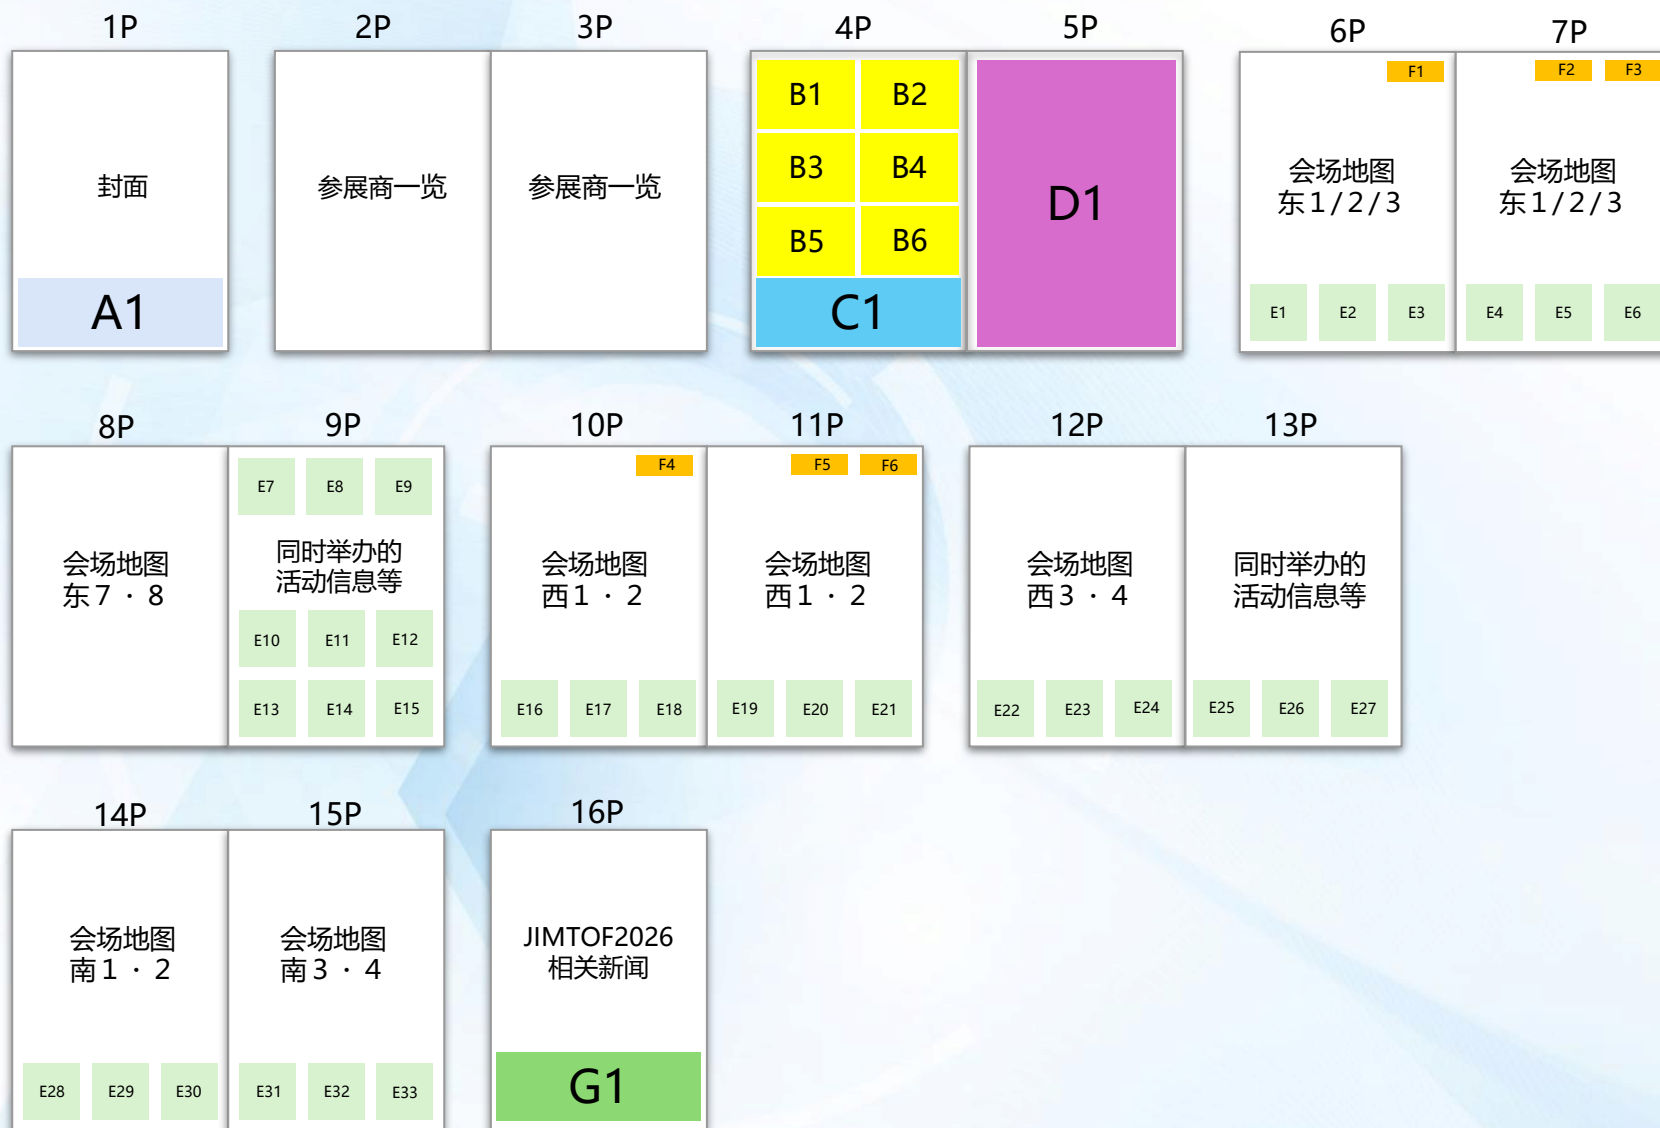 1P
2P
3P
4P
5P
6P
7P
封面
A1
参展商一览
参展商一览
B1
B2
B3
B4
B5
B6
C1
D1
F1
会场地图
东1/2/3
E1
E2
E3
F2
F3
会场地图
东1/2/3
E4
E5
E6
8P
9P
10P
11P
12P
13P
会场地图
东7・8
E7
E8
E9
同时举办的
活动信息等
E10
E11
E12
E13
E14
E15
F4
会场地图
西1・2
E16
E17
E18
F5
F6
会场地图
西1・2
E19
E20
E21
会场地图
西3・4
E22
E23
E24
同时举办的
活动信息等
E25
E26
E27
14P
15P
16P
会场地图
南1・2
E28
E29
E30
会场地图
南3・4
E31
E32
E33
JIMTOF2026
相关新闻
G1